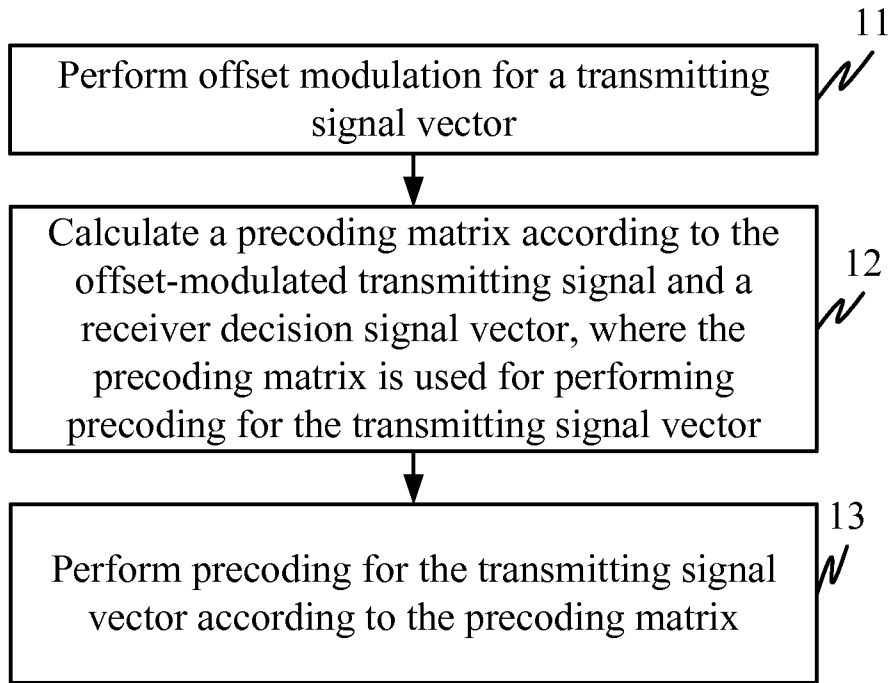 11
Perform offset modulation for a transmitting
signal vector
Calculate a precoding matrix according to the
offset-modulated transmitting signal and a
receiver decision signal vector, where the
precoding matrix is used for performing
precoding for the transmitting signal vector
12
13
Perform precoding for the transmitting signal
vector according to the precoding matrix